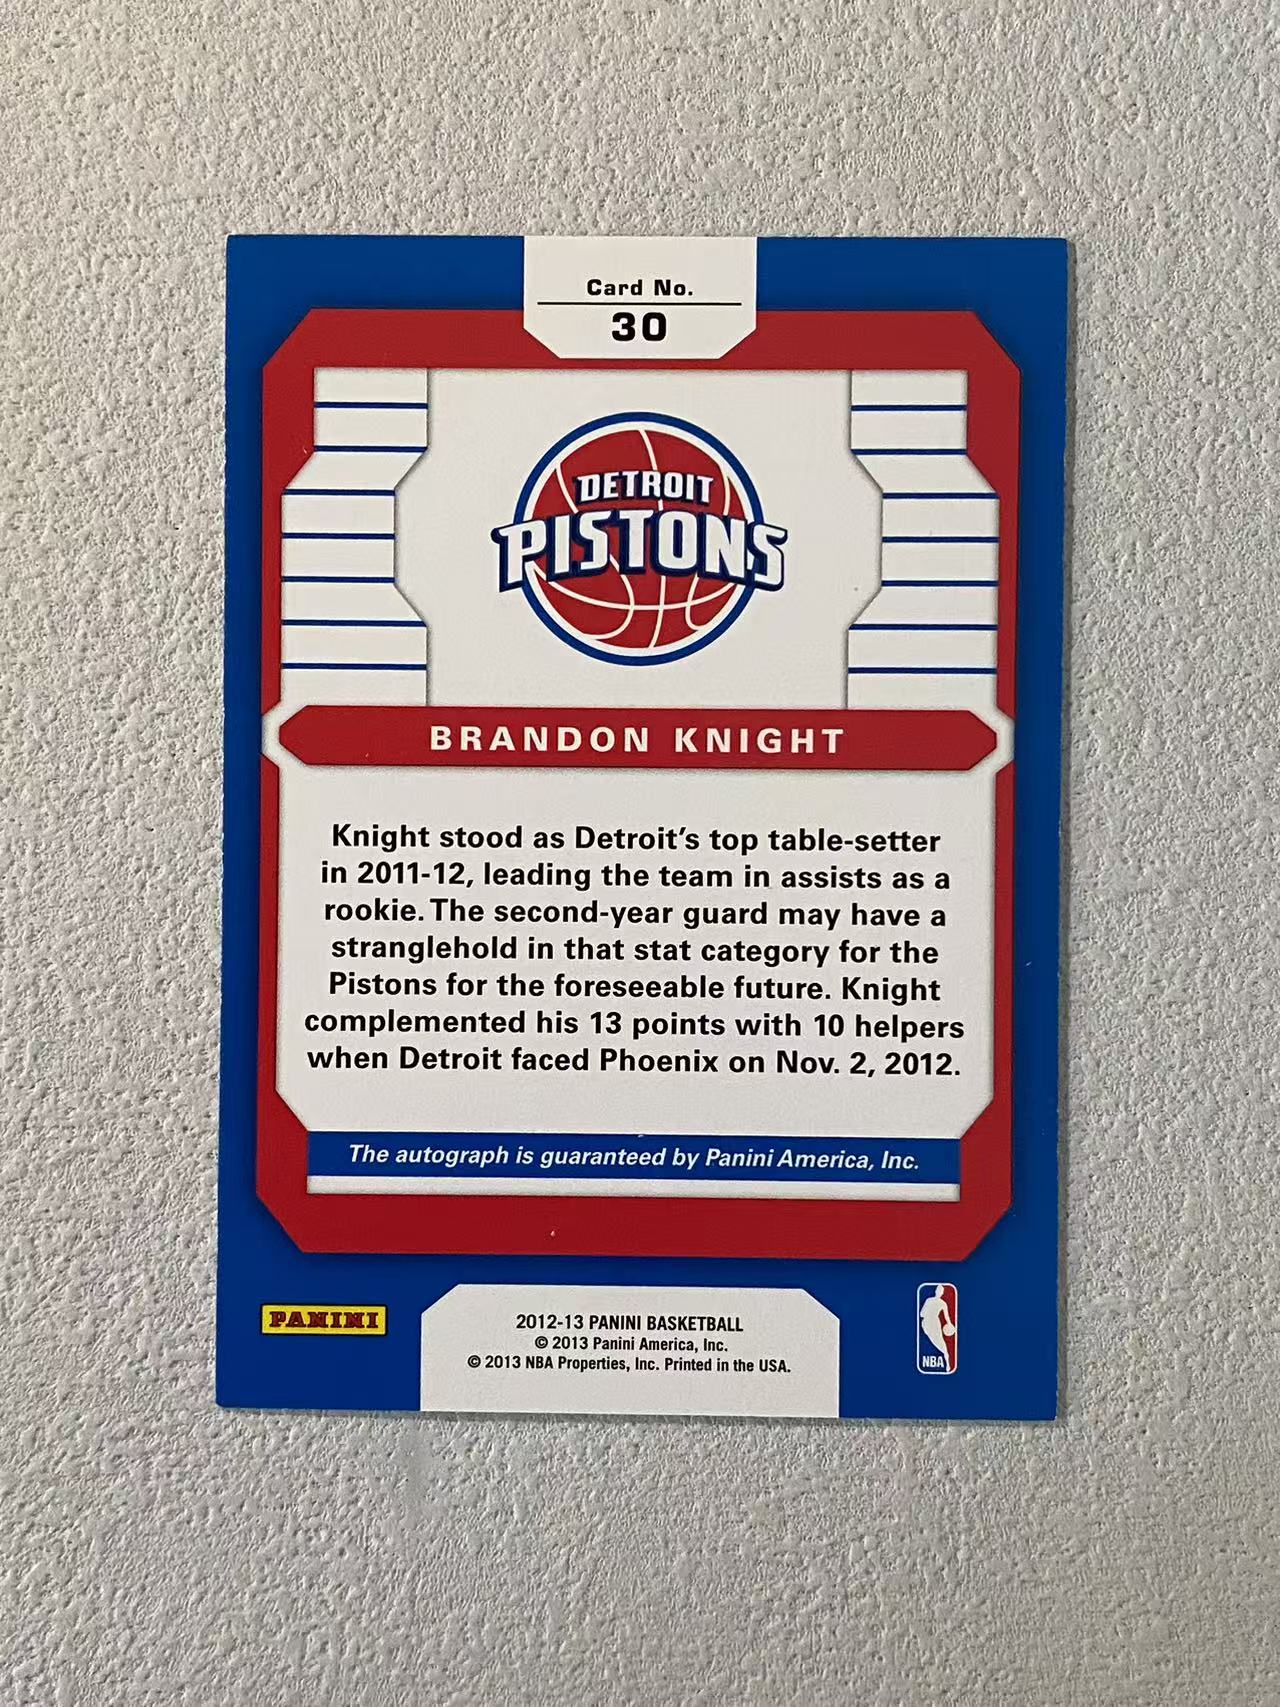 Card No.
30
DETROIT
PISTONS
BRANDON KNIGHT
Knight stood as Detroit's top table-setter
in 2011-12, leading the team in assists as a
rookie. The second-year guard may have a
stranglehold in that stat category for the
Pistons for the foreseeable future. Knight
complemented his 13 points with 10 helpers
when Detroit faced Phoenix on Nov. 2, 2012.
The autograph is guaranteed by Panini America, Inc.
PANINI
2012-13 PANINI BASKETBALL
© 2013 Panini America, Inc.
© 2013 NBA Properties, Inc. Printed in the USA.
NBA